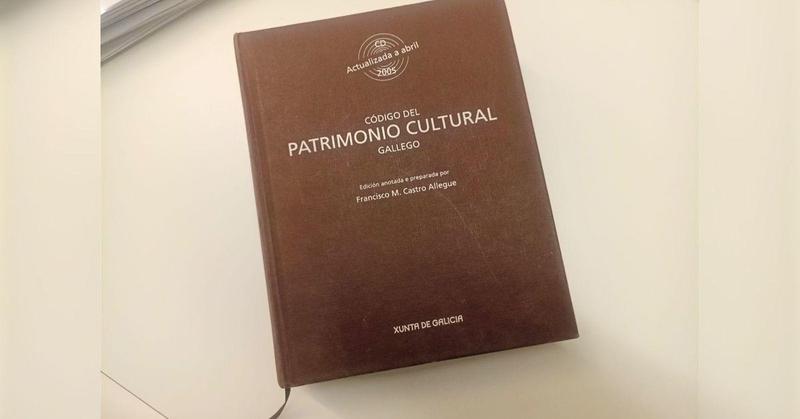 CD
Actualizada a abril
2005
CÓDIGO DEL
PATRIMONIO CULTURAL
GALLEGO
Edición anotada e preparada por
Francisco M. Castro Allegue
XUNTA DE GALICIA